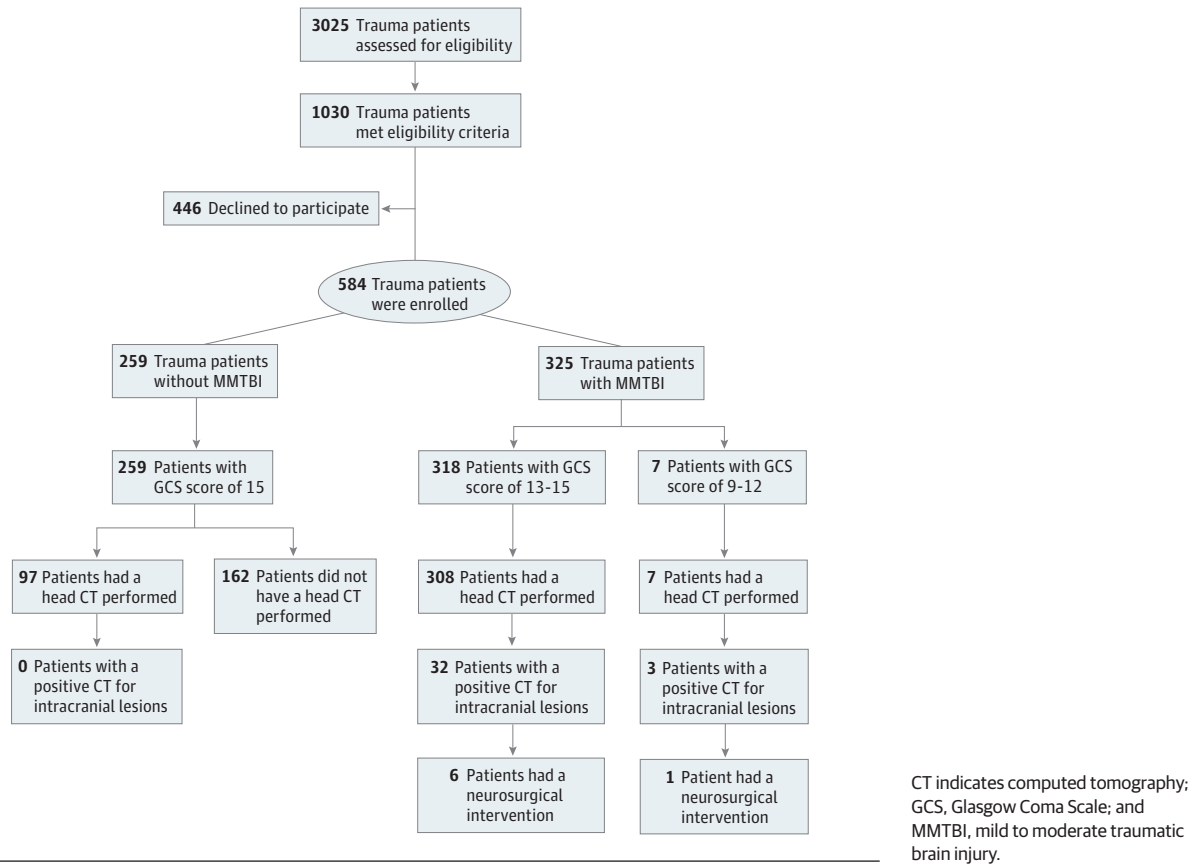 3025 Trauma patients
assessed for eligibility
1030 Trauma patients
met eligibility criteria
446 Declined to participate
584 Trauma patients
were enrolled
259 Trauma patients
without MMTBI
325 Trauma patients
with MMTBI
259 Patients with
GCS score of 15
318 Patients with GCS
score of 13-15
7 Patients with GCS
score of 9-12
97 Patients had a
head CT performed
162 Patients did not
have a head CT
performed
308 Patients had a
head CT performed
7 Patients had a
head CT performed
0 Patients with a
positive CT for
intracranial lesions
32 Patients with a
positive CT for
intracranial lesions
3 Patients with a
positive CT for
intracranial lesions
6 Patients had a
neurosurgical
intervention
1 Patient had a
neurosurgical
intervention
CT indicates computed tomography;
GCS, Glasgow Coma Scale; and
MMTBI, mild to moderate traumatic
brain injury.